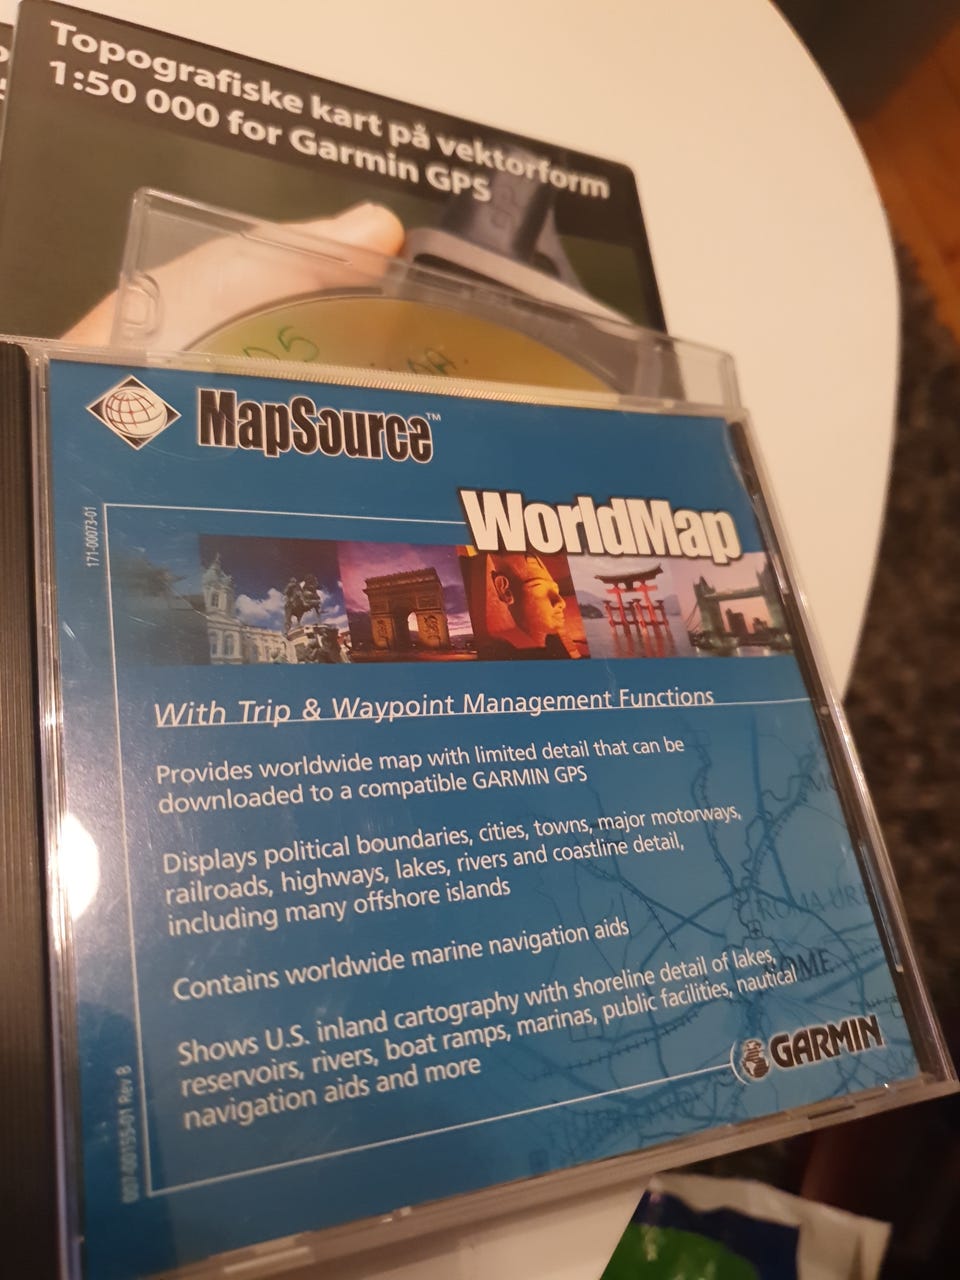 Topografiske kart på vektorform
1:50 000 for Garmin GPS
MapSource™
WorldMap
171-00073-01
With Trip & Waypoint Management Functions
Provides worldwide map with limited detail that can be
downloaded to a compatible GARMIN GPS
Displays political boundaries, cities, towns, major motorways,
railroads, highways, lakes, rivers and coastline detail,
including many offshore islands
Contains worldwide marine navigation aids
Shows U.S. inland cartography with shoreline detail of lakes,
reservoirs, rivers, boat ramps, marinas, public facilities, nautical
navigation aids and more
ROME
GARMIN